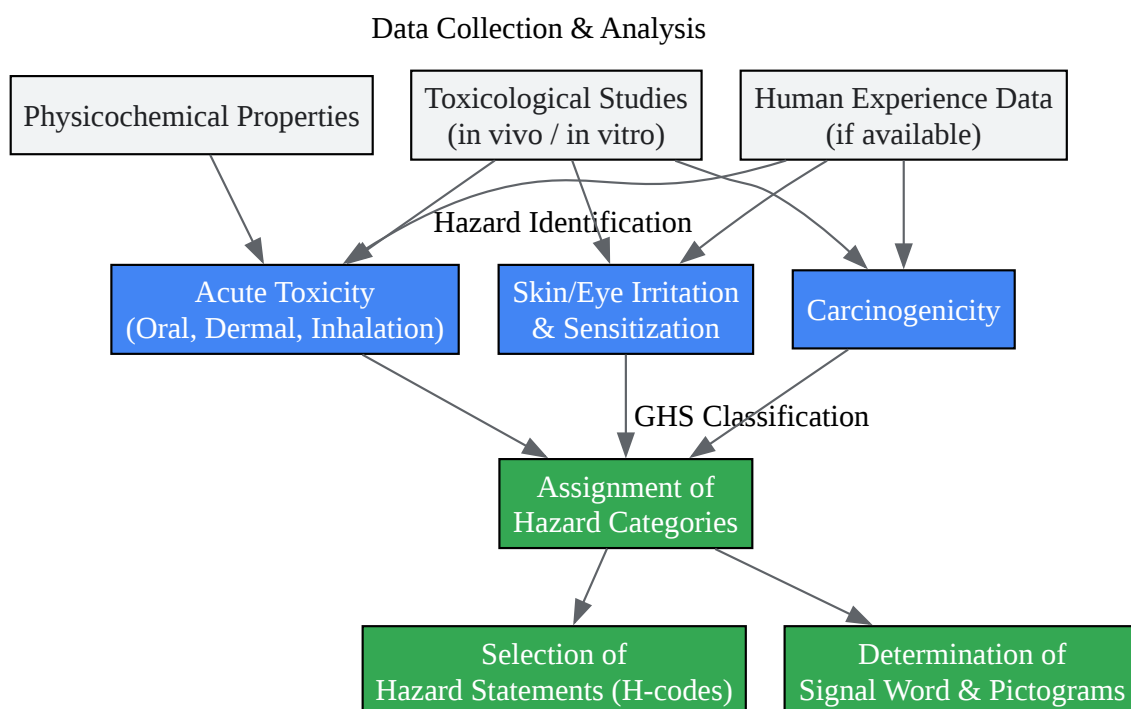 Data Collection & Analysis
Physicochemical Properties
Toxicological Studies
(in vivo / in vitro)
Human Experience Data
(if available)
Hazard Identification
Acute Toxicity
(Oral, Dermal, Inhalation)
Skin/Eye Irritation
& Sensitization
Carcinogenicity
GHS Classification
Assignment of
Hazard Categories
Selection of
Hazard Statements (H-codes)
Determination of
Signal Word & Pictograms